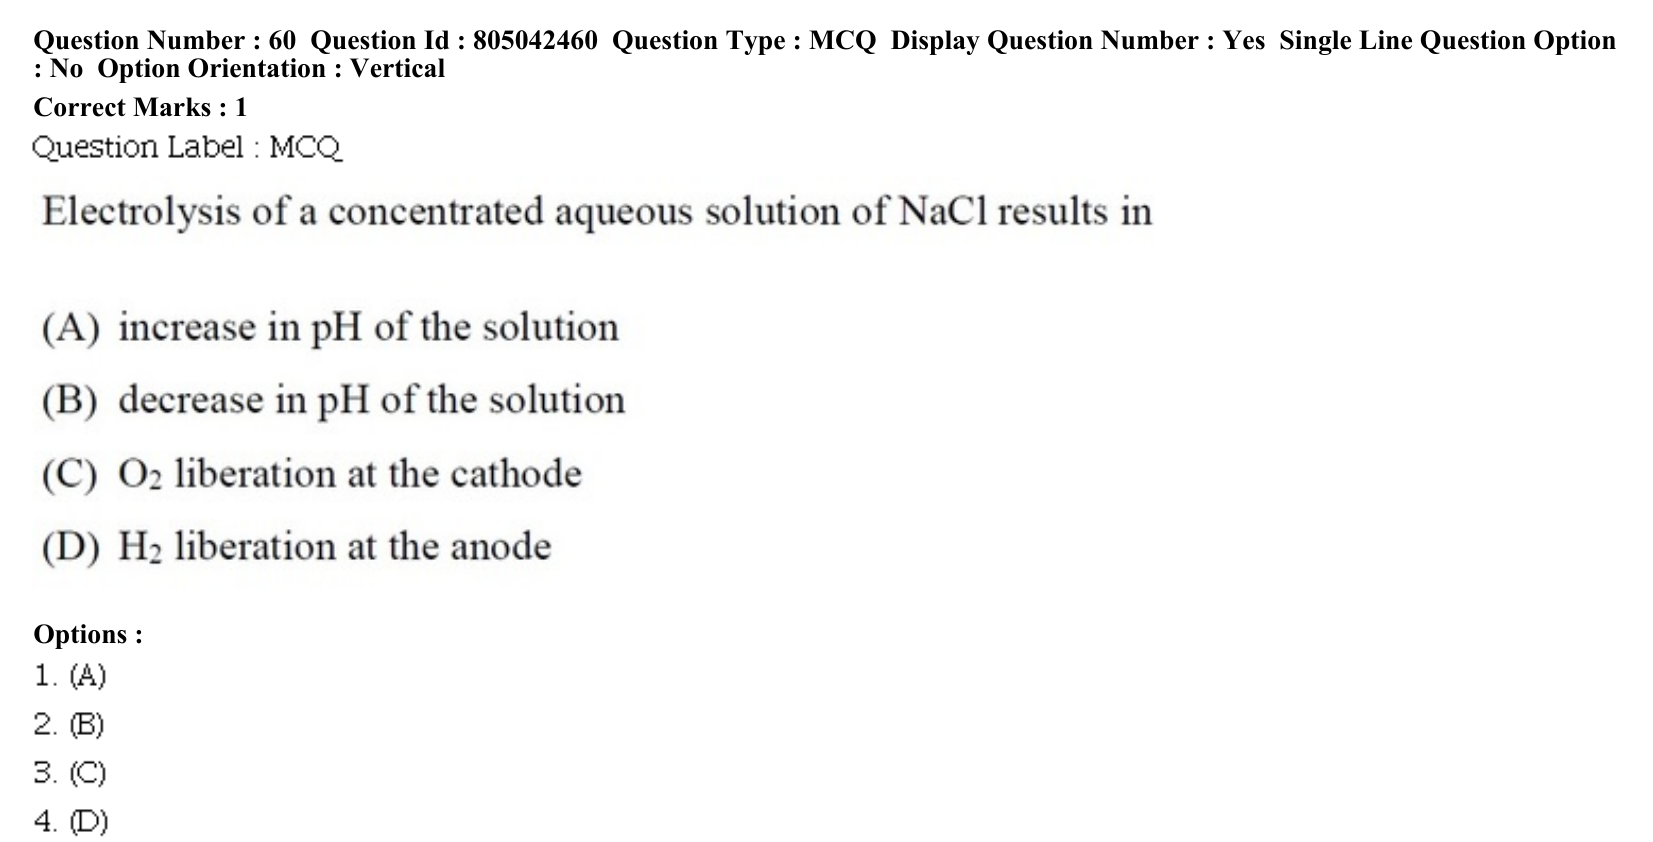 Question Number : 60 Question Id : 805042460 Question Type : MCQ Display Question Number : Yes Single Line Question Option
: No Option Orientation : Vertical
Correct Marks : 1
Question Label : MCQ
Electrolysis of a concentrated aqueous solution of NaCl results in
(A) increase in pH of the solution
(B) decrease in pH of the solution
(C) O₂ liberation at the cathode
(D) H₂ liberation at the anode
Options :
1. (A)
2. (B)
3. (C)
4. (D)